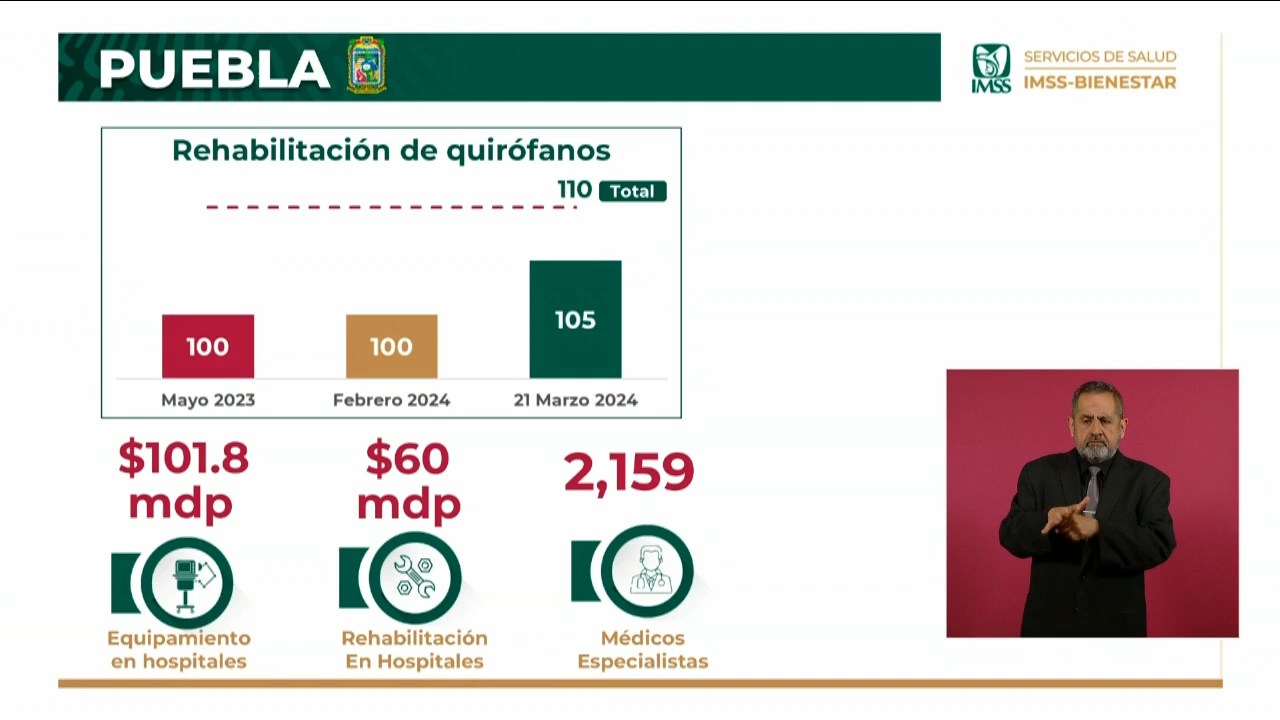 PUEBLA
IMSS
SERVICIOS DE SALUD
IMSS-BIENESTAR
Rehabilitación de quirófanos
110 Total
100
100
105
Mayo 2023
Febrero 2024
21 Marzo 2024
$101.8
mdp
$60
mdp
2,159
Equipamiento
en hospitales
Rehabilitación
En Hospitales
Médicos
Especialistas